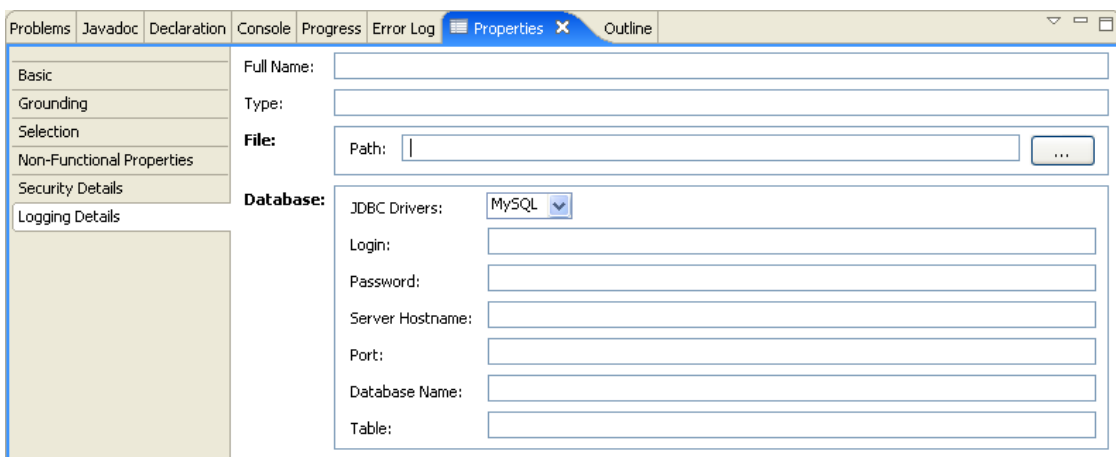 Problems Javadoc Declaration Console Progress Error Log Properties Outline
Basic
Grounding
Selection
Non-Functional Properties
Security Details
Logging Details
Full Name:
Type:
File:
Path:
...
Database:
JDBC Drivers: MySQL
Login:
Password:
Server Hostname:
Port:
Database Name:
Table: